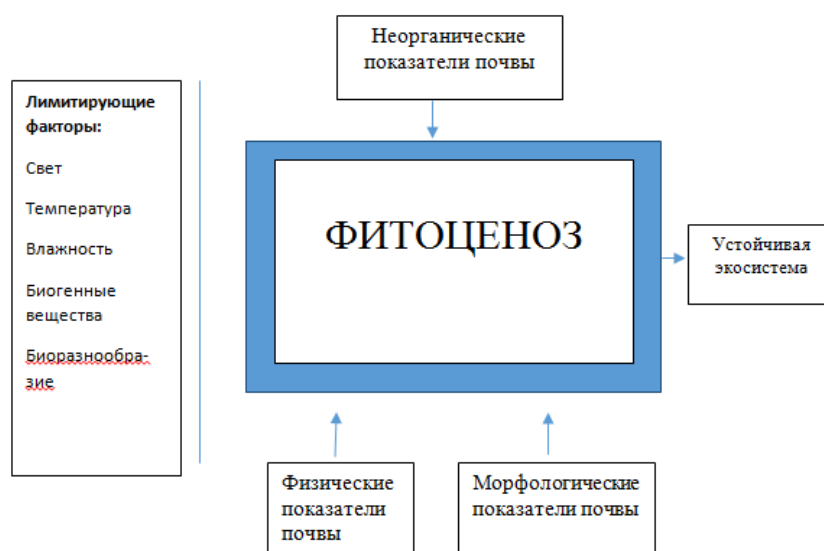 Неорганические
показатели почвы
Лимитирующие
факторы:
Свет
Температура
Влажность
Биогенные
вещества
Биоразнообра-
зие
ФИТОЦЕНОЗ
Устойчивая
экосистема
Физические
показатели
почвы
Морфологические
показатели почвы